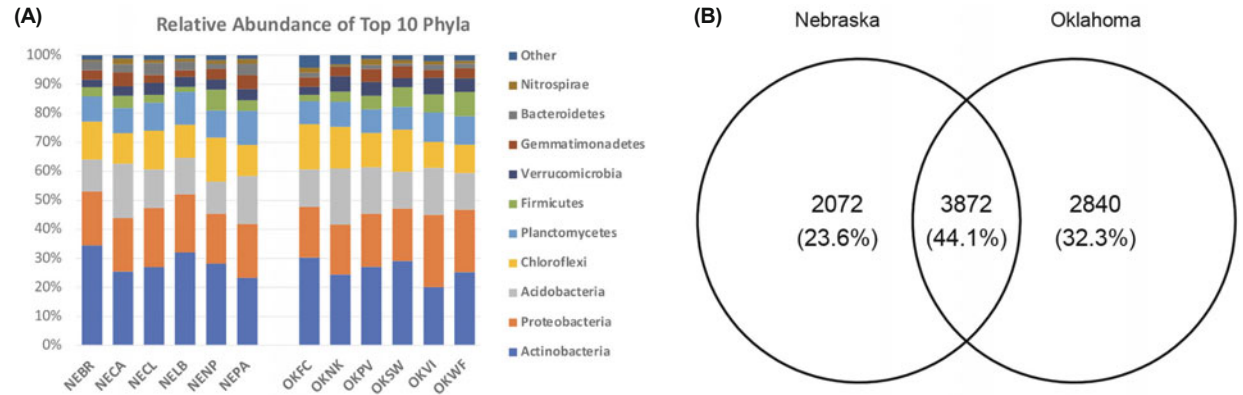 (A)
Relative Abundance of Top 10 Phyla
100%
90%
80%
70%
60%
50%
40%
30%
20%
10%
0%
NEBR
NECA
NECL
NELB
NENP
NEPA
OKFC
OKNK
OKPV
OKSW
OKVI
OKWF
Other
Nitrospirae
Bacteroidetes
Gemmatimonadetes
Verrucomicrobia
Firmicutes
Planctomycetes
Chloroflexi
Acidobacteria
Proteobacteria
Actinobacteria
(B)
Nebraska
Oklahoma
2072
(23.6%)
3872
(44.1%)
2840
(32.3%)